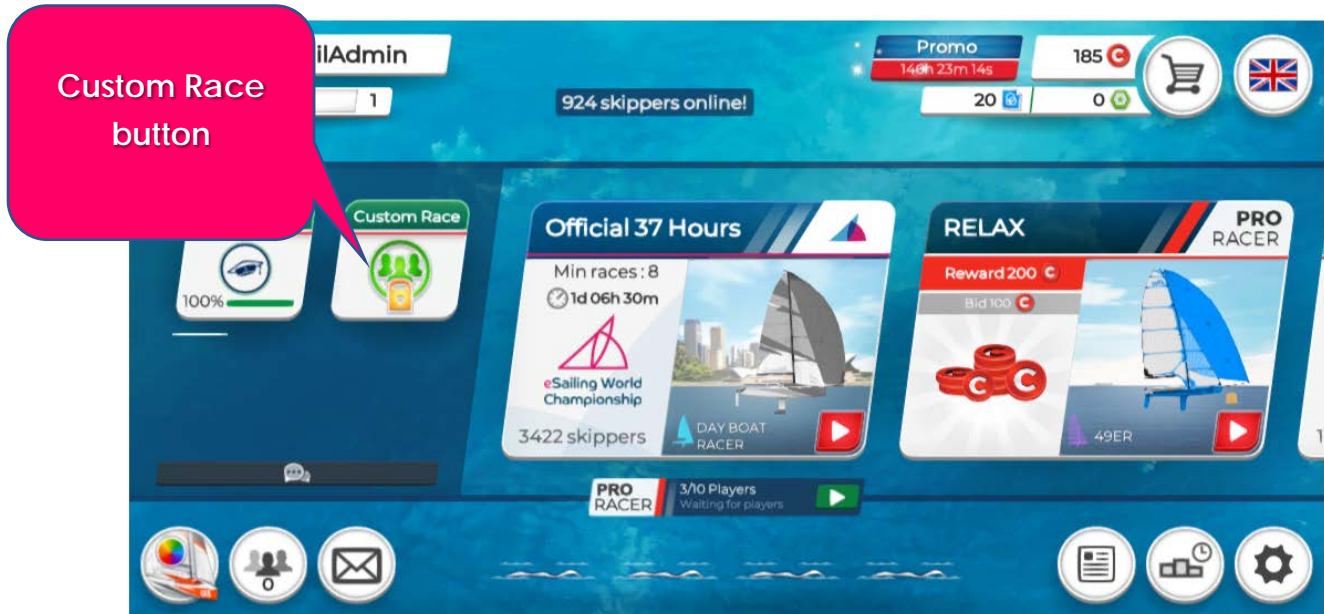 Custom Race
button
ilAdmin
1
924 skippers online!
Promo
146h 23m 14s
185 C
20
0
Custom Race
100%
Official 37 Hours
Min races : 8
1d 06h 30m
eSailing World
Championship
3422 skippers
DAY BOAT
RACER
RELAX
PRO
RACER
Reward 200 C
Bid 100 C
C C
49ER
1
PRO
RACER
3/10 Players
Waiting for players
0